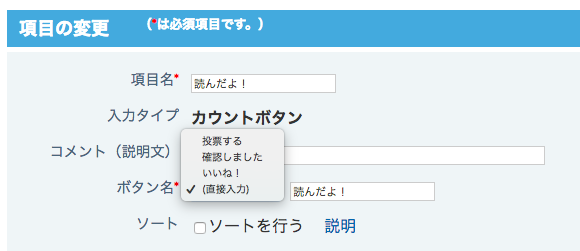 項目の変更 (*は必須項目です。)
項目名* 読んだよ！
入力タイプ カウントボタン
コメント（説明文）
投票する
確認しました
いいね！
ボタン名* ✓ (直接入力) 読んだよ！
ソート ソートを行う 説明